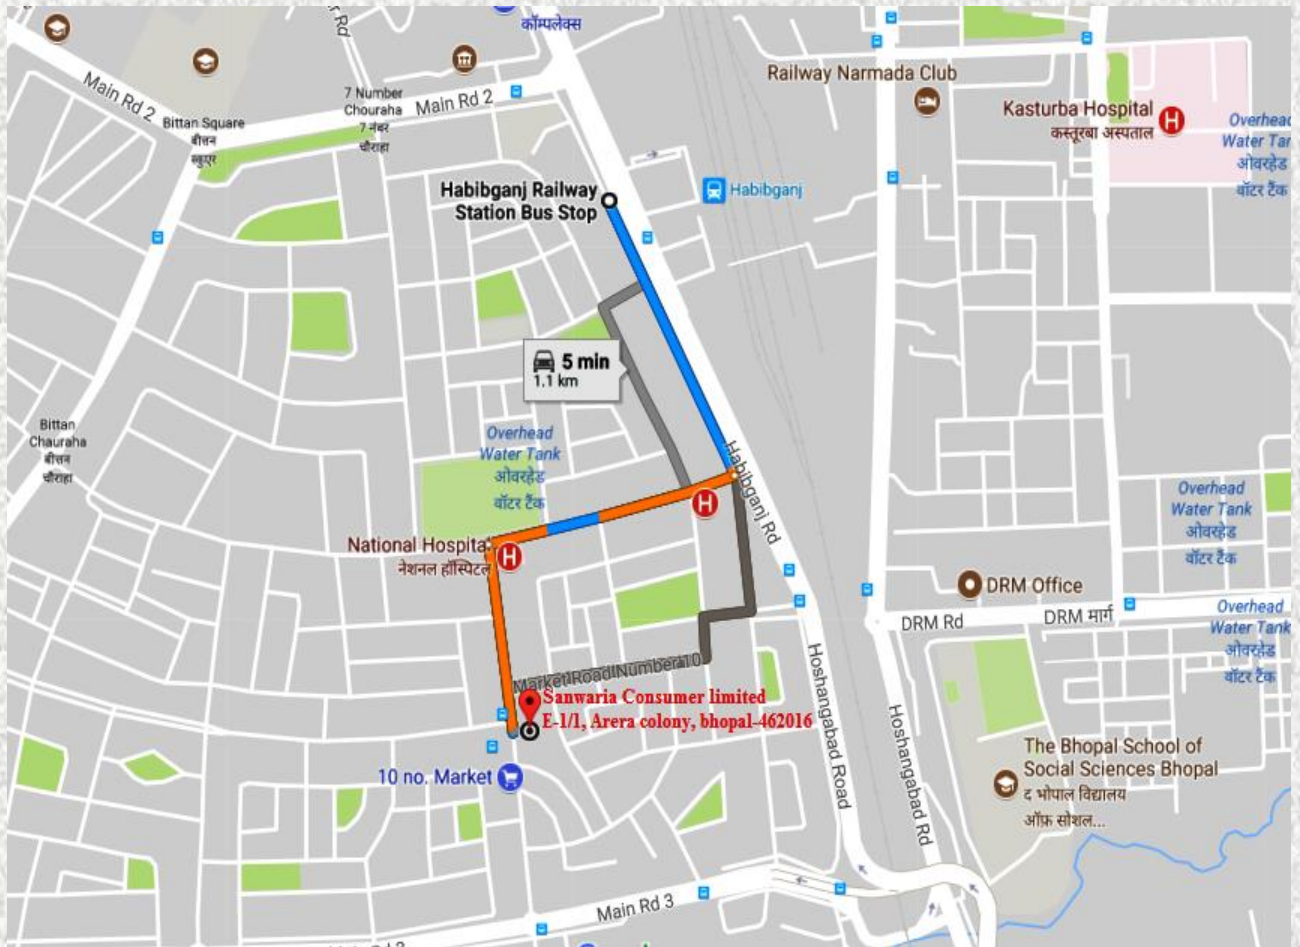 कॉम्पलेक्स
Main Rd 2
Bittan Square
बीत्तन
स्कुएर
7 Number
Chouraha
7 नंबर
चौराहा
Main Rd 2
Railway Narmada Club
Kasturba Hospital
कस्तूरबा अस्पताल
H
Overhead
Water Tar
ओवरहेड
वॉटर टैंक
Habibganj Railway
Station Bus Stop
Habibganj
5 min
1.1 km
Bittan
Chauraha
बीत्तन
चौराहा
Overhead
Water Tank
ओवरहेड
वॉटर टैंक
Habibganj Rd
H
National Hospital
नेशनल हॉस्पिटल
H
Overhead
Water Tank
ओवरहेड
वॉटर टैंक
DRM Office
DRM Rd
DRM मार्ग
Overhead
Water Tank
ओवरहेड
वॉटर टैंक
Market Road Number 10
Sanwaria Consumer limited
E-1/1, Arera colony, bhopal-462016
10 no. Market
Hoshangabad Road
Hoshangabad Rd
The Bhopal School of
Social Sciences Bhopal
द भोपाल विद्यालय
ऑफ़ सोशल...
Main Rd 3